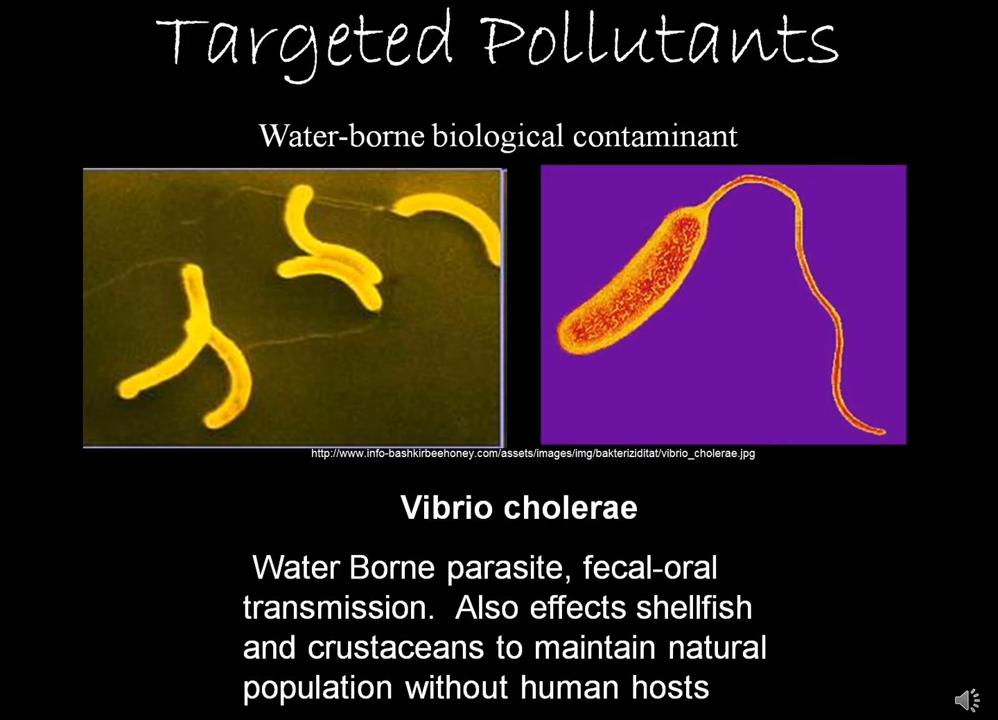 Targeted Pollutants
Water-borne biological contaminant
http://www.info-bashkirbeehoney.com/assets/images/img/bakteriziditat/vibrio_cholerae.jpg
Vibrio cholerae
Water Borne parasite, fecal-oral
transmission.  Also effects shellfish
and crustaceans to maintain natural
population without human hosts